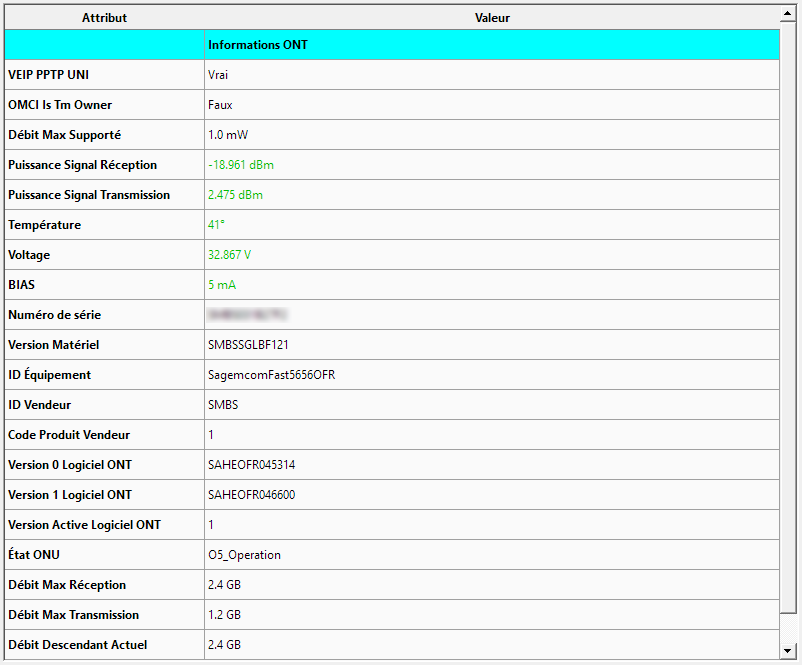 Attribut Valeur
Informations ONT
VEIP PPTP UNI Vrai
OMCI Is Tm Owner Faux
Débit Max Supporté 1.0 mW
Puissance Signal Réception -18.961 dBm
Puissance Signal Transmission 2.475 dBm
Température 41°
Voltage 32.867 V
BIAS 5 mA
Numéro de série
Version Matériel SMBSSGLBF121
ID Équipement SagemcomFast5656OFR
ID Vendeur SMBS
Code Produit Vendeur 1
Version 0 Logiciel ONT SAHEOFR045314
Version 1 Logiciel ONT SAHEOFR046600
Version Active Logiciel ONT 1
État ONU O5_Operation
Débit Max Réception 2.4 GB
Débit Max Transmission 1.2 GB
Débit Descendant Actuel 2.4 GB